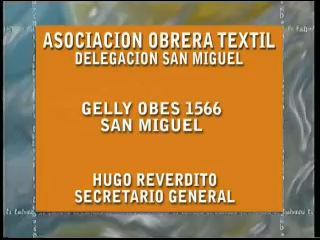 ASOCIACION OBRERA TEXTIL
DELEGACION SAN MIGUEL
GELLY OBES 1566
SAN MIGUEL
HUGO REVERDITO
SECRETARIO GENERAL